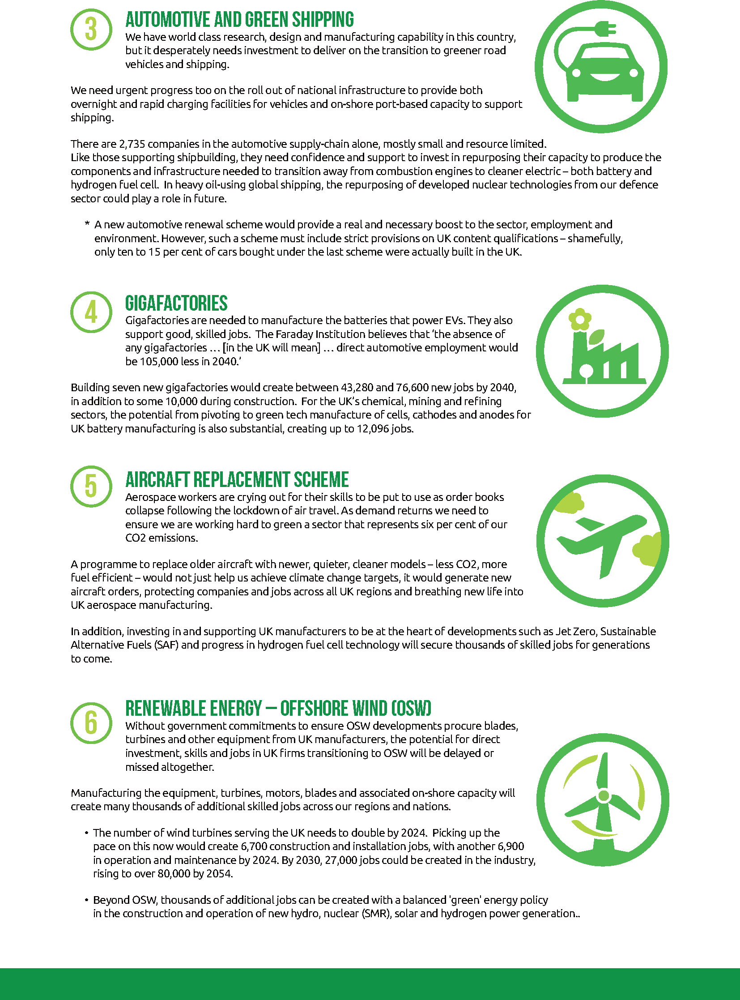 3
AUTOMOTIVE AND GREEN SHIPPING
We have world class research, design and manufacturing capability in this country,
but it desperately needs investment to deliver on the transition to greener road
vehicles and shipping.
We need urgent progress too on the roll out of national infrastructure to provide both
overnight and rapid charging facilities for vehicles and on-shore port-based capacity to support
shipping.
There are 2,735 companies in the automotive supply-chain alone, mostly small and resource limited.
Like those supporting shipbuilding, they need confidence and support to invest in repurposing their capacity to produce the
components and infrastructure needed to transition away from combustion engines to cleaner electric – both battery and
hydrogen fuel cell. In heavy oil-using global shipping, the repurposing of developed nuclear technologies from our defence
sector could play a role in future.
* A new automotive renewal scheme would provide a real and necessary boost to the sector, employment and
environment. However, such a scheme must include strict provisions on UK content qualifications – shamefully,
only ten to 15 per cent of cars bought under the last scheme were actually built in the UK.
4
GIGAFACTORIES
Gigafactories are needed to manufacture the batteries that power EVs. They also
support good, skilled jobs. The Faraday Institution believes that ‘the absence of
any gigafactories … [in the UK will mean] … direct automotive employment would
be 105,000 less in 2040.’
Building seven new gigafactories would create between 43,280 and 76,600 new jobs by 2040,
in addition to some 10,000 during construction. For the UK’s chemical, mining and refining
sectors, the potential from pivoting to green tech manufacture of cells, cathodes and anodes for
UK battery manufacturing is also substantial, creating up to 12,096 jobs.
5
AIRCRAFT REPLACEMENT SCHEME
Aerospace workers are crying out for their skills to be put to use as order books
collapse following the lockdown of air travel. As demand returns we need to
ensure we are working hard to green a sector that represents six per cent of our
CO2 emissions.
A programme to replace older aircraft with newer, quieter, cleaner models – less CO2, more
fuel efficient – would not just help us achieve climate change targets, it would generate new
aircraft orders, protecting companies and jobs across all UK regions and breathing new life into
UK aerospace manufacturing.
In addition, investing in and supporting UK manufacturers to be at the heart of developments such as Jet Zero, Sustainable
Alternative Fuels (SAF) and progress in hydrogen fuel cell technology will secure thousands of skilled jobs for generations
to come.
6
RENEWABLE ENERGY – OFFSHORE WIND (OSW)
Without government commitments to ensure OSW developments procure blades,
turbines and other equipment from UK manufacturers, the potential for direct
investment, skills and jobs in UK firms transitioning to OSW will be delayed or
missed altogether.
Manufacturing the equipment, turbines, motors, blades and associated on-shore capacity will
create many thousands of additional skilled jobs across our regions and nations.
• The number of wind turbines serving the UK needs to double by 2024. Picking up the
pace on this now would create 6,700 construction and installation jobs, with another 6,900
in operation and maintenance by 2024. By 2030, 27,000 jobs could be created in the industry,
rising to over 80,000 by 2054.
• Beyond OSW, thousands of additional jobs can be created with a balanced 'green' energy policy
in the construction and operation of new hydro, nuclear (SMR), solar and hydrogen power generation..